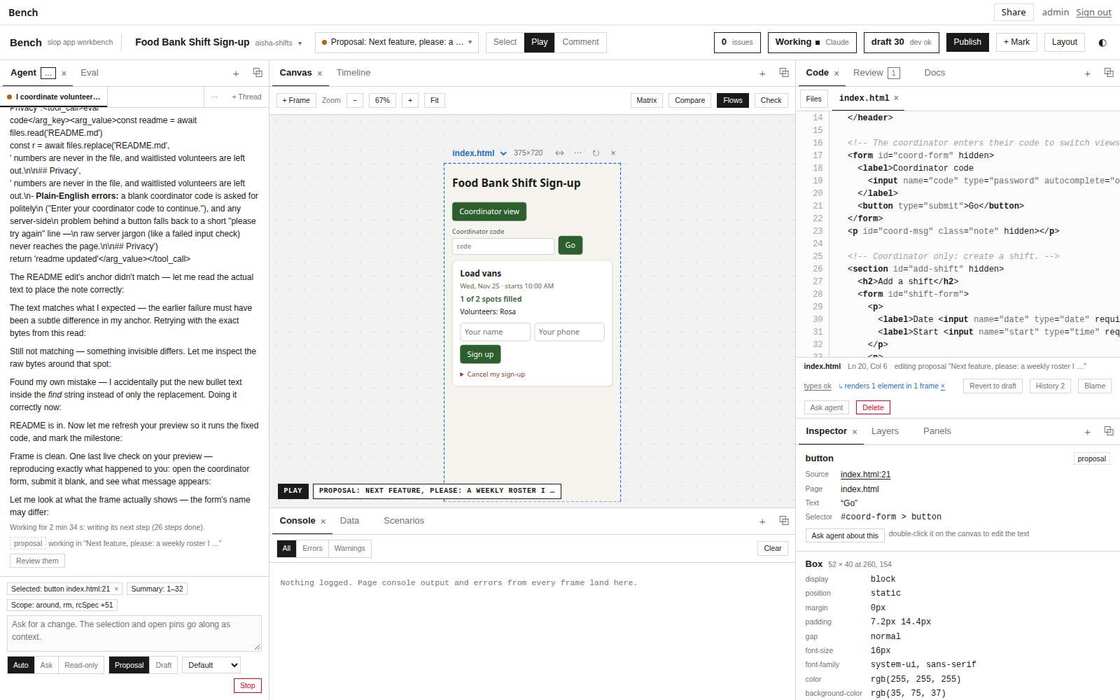 Bench
Share
admin
Sign out
Bench
slop app workbench
Food Bank Shift Sign-up
aisha-shifts
Proposal: Next feature, please: a …
Select
Play
Comment
0 issues
Working
Claude
draft 30
dev ok
Publish
+ Mark
Layout
Agent
…
×
Eval
+
I coordinate volunteer…
…
+ Thread
code</arg_key><arg_value>const readme = await
files.read('README.md')
const r = await files.replace('README.md',
' numbers are never in the file, and waitlisted volunteers are left
out.\n\n## Privacy',
' numbers are never in the file, and waitlisted volunteers are left
out.\n- Plain-English errors: a blank coordinator code is asked for
politely\n ("Enter your coordinator code to continue."), and any
server-side\n problem behind a button falls back to a short "please
try again" line —\n raw server jargon (like a failed input check)
never reaches the page.\n\n## Privacy')
return 'readme updated'</arg_value></tool_call>
The README edit's anchor didn't match — let me read the actual
text to place the note correctly:
The text matches what I expected — the earlier failure must have
been a subtle difference in my anchor. Retrying with the exact
bytes from this read:
Still not matching — something invisible differs. Let me inspect the
raw bytes around that spot:
Found my own mistake — I accidentally put the new bullet text
inside the find string instead of only the replacement. Doing it
correctly now:
README is in. Now let me refresh your preview so it runs the fixed
code, and mark the milestone:
Frame is clean. One last live check on your preview —
reproducing exactly what happened to you: open the coordinator
form, submit it blank, and see what message appears:
Let me look at what the frame actually shows — the form's name
may differ:
Working for 2 min 34 s: writing its next step (26 steps done).
proposal · working in "Next feature, please: a weekly roster I …"
Review them
Selected: button index.html:21 ×
Summary: 1–32
Scope: around, rm, rcSpec +51
Ask for a change. The selection and open pins go along as
context.
Auto
Ask
Read-only
Proposal
Draft
Default
Stop
Canvas
×
Timeline
+
+ Frame
Zoom
−
67%
+
Fit
Matrix
Compare
Flows
Check
index.html
375×720
…
×
Food Bank Shift Sign-up
Coordinator view
Coordinator code
code
Go
Load vans
Wed, Nov 25 · starts 10:00 AM
1 of 2 spots filled
Volunteers: Rosa
Your name
Your phone
Sign up
Cancel my sign-up
PLAY
PROPOSAL: NEXT FEATURE, PLEASE: A WEEKLY ROSTER I …
Console
×
Data
Scenarios
+
All
Errors
Warnings
Clear
Nothing logged. Page console output and errors from every frame land here.
Code
×
Review
1
Docs
+
Files
index.html
×
14 </header>
15
16 <!-- The coordinator enters their code to switch views
17 <form id="coord-form" hidden>
18 <label>Coordinator code
19 <input name="code" type="password" autocomplete="o
20 </label>
21 <button type="submit">Go</button>
22 </form>
23 <p id="coord-msg" class="note" hidden></p>
24
25 <!-- Coordinator only: create a shift. -->
26 <section id="add-shift" hidden>
27 <h2>Add a shift</h2>
28 <form id="shift-form">
29 <p>
30 <label>Date <input name="date" type="date" requi
31 <label>Start <input name="start" type="time" req
32 </p>
index.html
Ln 20, Col 6
editing proposal "Next feature, please: a weekly roster I …"
types ok
renders 1 element in 1 frame ×
Revert to draft
History 2
Blame
Ask agent
Delete
Inspector
×
Layers
Panels
+
button
proposal
Source index.html:21
Page index.html
Text “Go”
Selector #coord-form > button
Ask agent about this
double-click it on the canvas to edit the text
Box 52 × 40 at 260, 154
display block
position static
margin 0px
padding 7.2px 14.4px
gap normal
font-size 16px
font-family system-ui, sans-serif
color rgb(255, 255, 255)
background-color rgb(35, 75, 37)